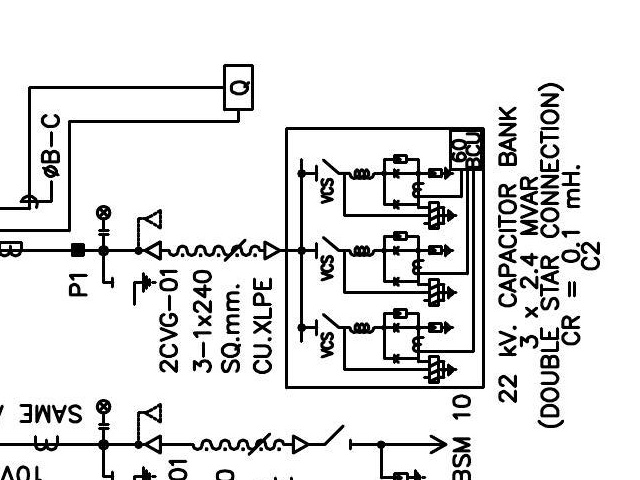 Q
øB-C
P1
2CVG-01
3-1x240
SQ.mm.
CU.XLPE
VCS
VCS
VCS
60
BCU
22 kV. CAPACITOR BANK
3 x 2.4 MVAR
(DOUBLE STAR CONNECTION)
CR = 0.1 mH.
C2
SAME
BSM 10
01
10V